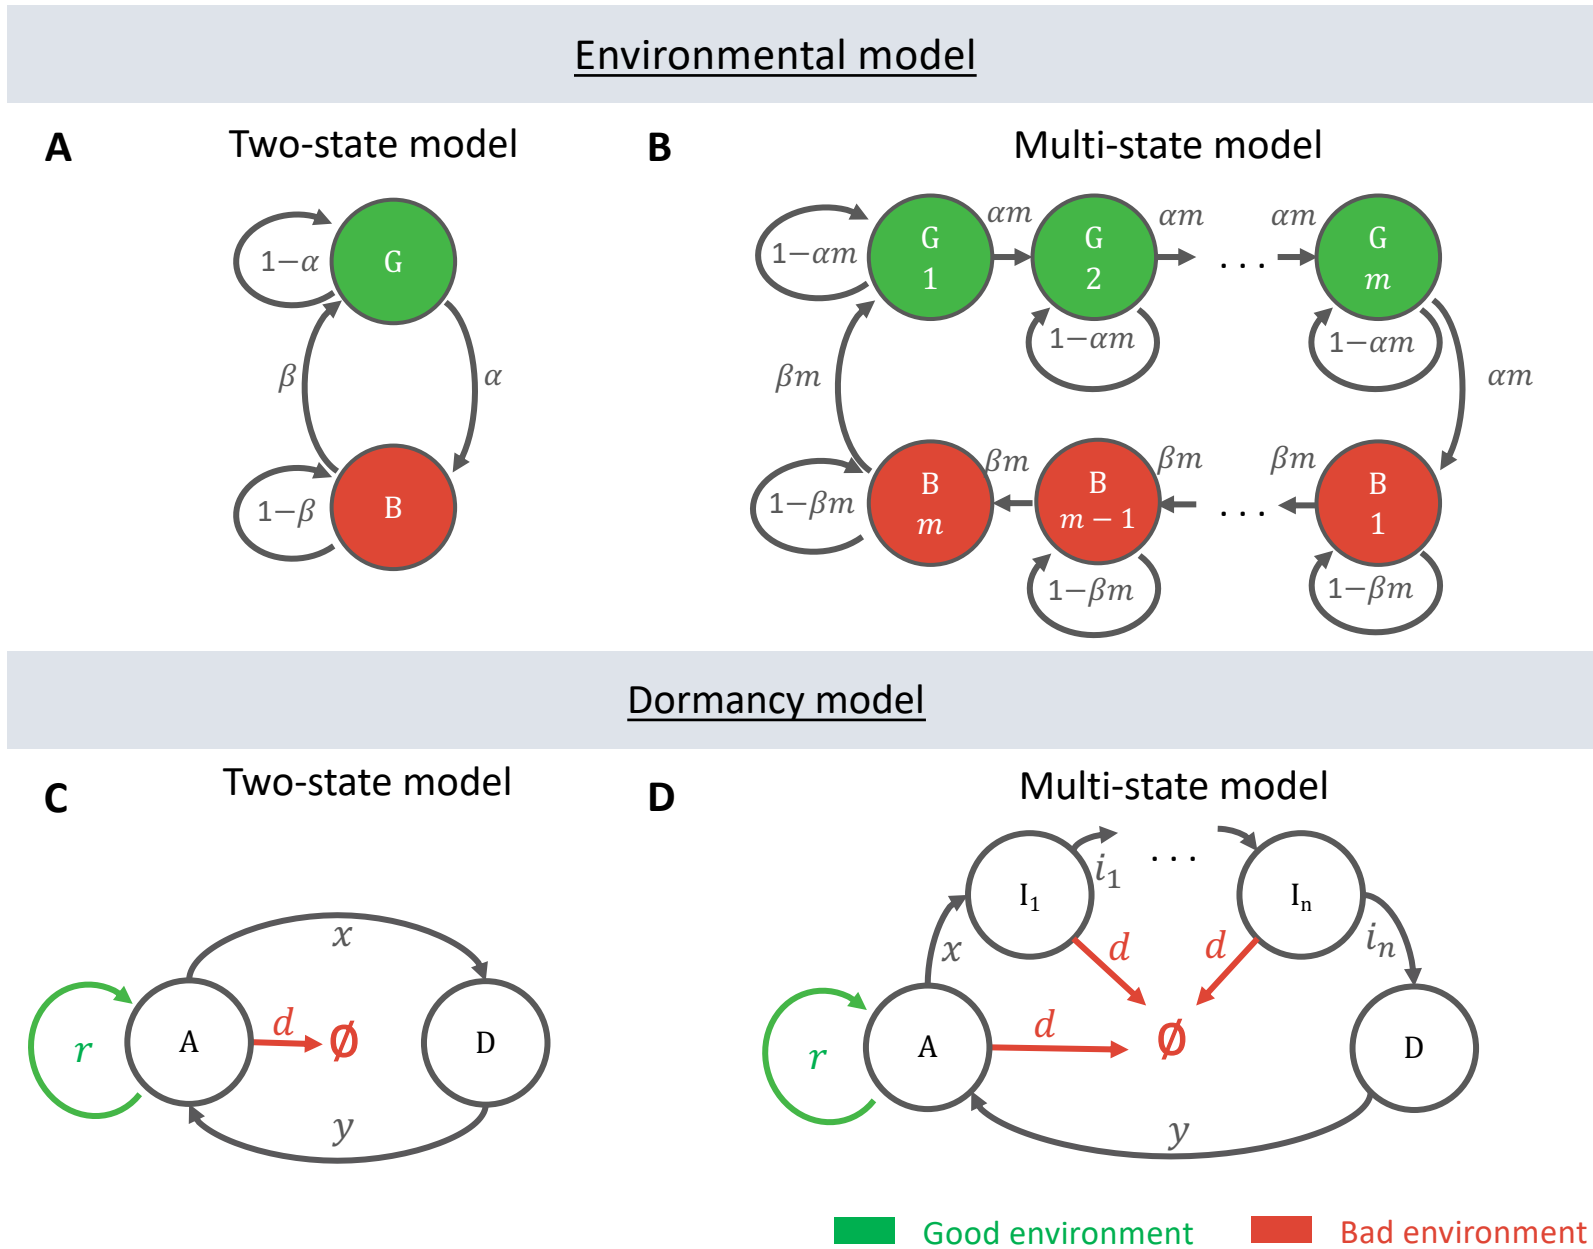 Environmental model
A
Two-state model
1−α
G
β
α
1−β
B
B
Multi-state model
1−αm
G
1
αm
G
2
αm
. . .
αm
G
m
1−αm
1−αm
βm
αm
1−βm
B
m
βm
B
m − 1
βm
. . .
βm
B
1
1−βm
1−βm
Dormancy model
C
Two-state model
x
r
A
d
∅
D
y
D
Multi-state model
I₁
i₁
. . .
Iₙ
iₙ
x
d
d
r
A
d
∅
D
y
Good environment
Bad environment